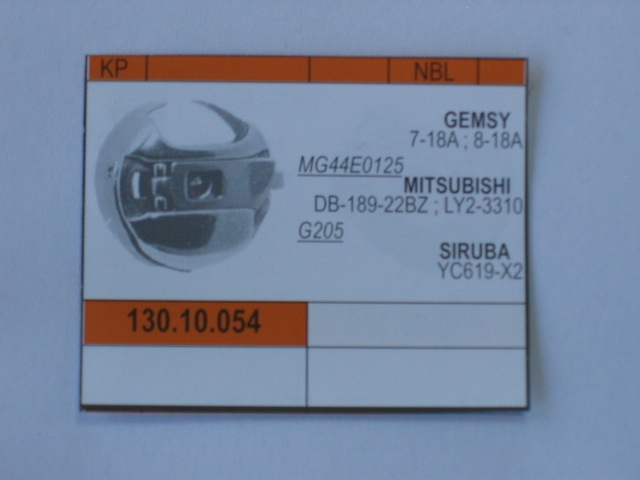 KP NBL
GEMSY
7-18A ; 8-18A
MG44E0125
MITSUBISHI
DB-189-22BZ ; LY2-3310
G205
SIRUBA
YC619-X2
130.10.054